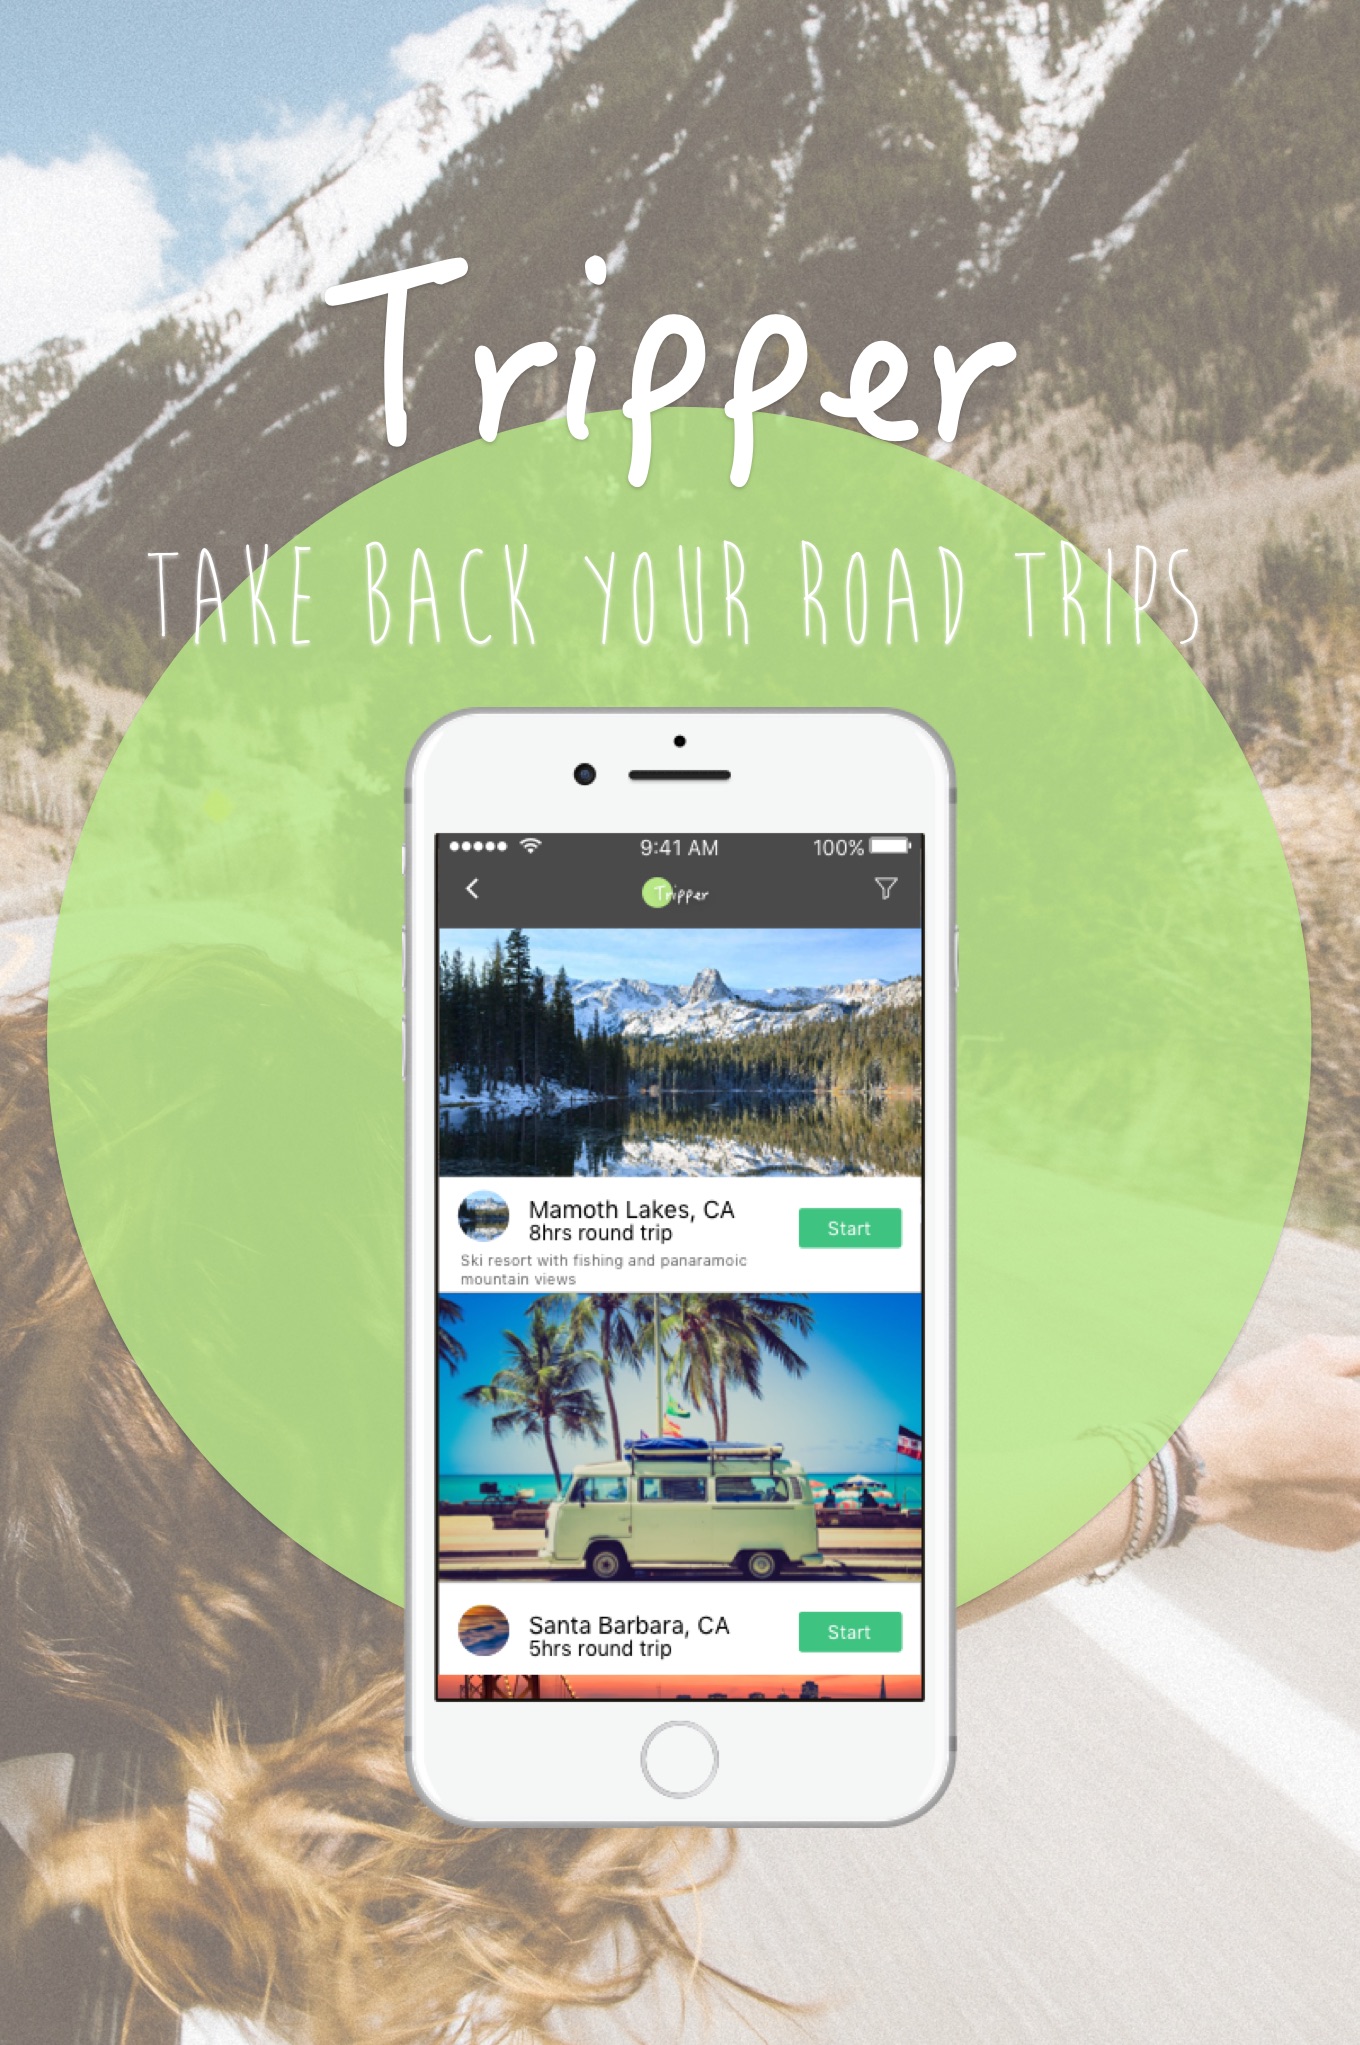 Tripper
TAKE BACK YOUR ROAD TRIPS
9:41 AM
100%
Tripper
Mamoth Lakes, CA
8hrs round trip
Start
Ski resort with fishing and panaramoic
mountain views
Santa Barbara, CA
5hrs round trip
Start